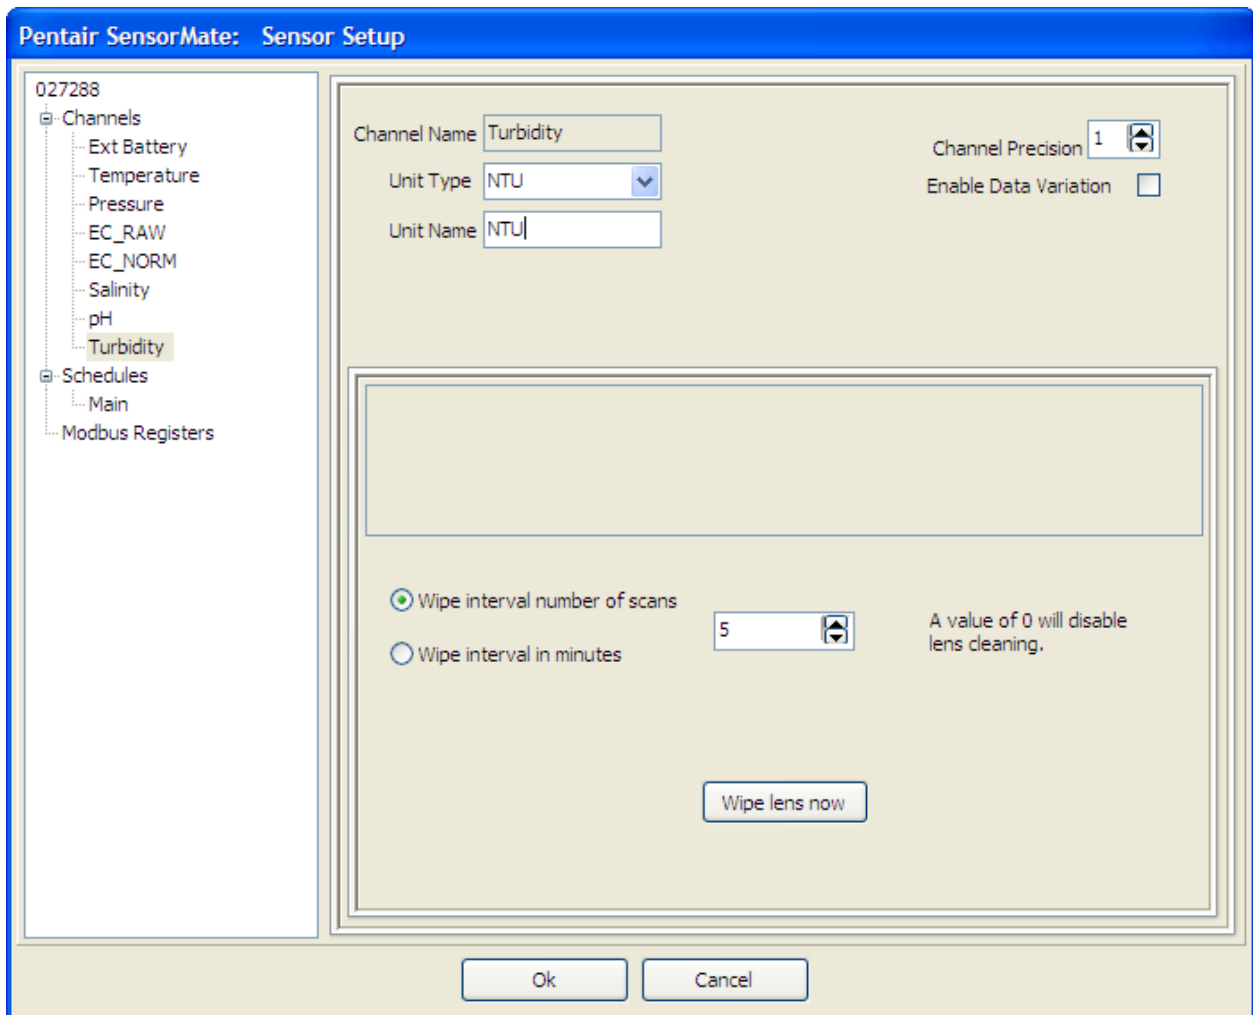 Pentair SensorMate: Sensor Setup
027288
Channels
Ext Battery
Temperature
Pressure
EC_RAW
EC_NORM
Salinity
pH
Turbidity
Schedules
Main
Modbus Registers
Channel Name Turbidity
Unit Type NTU
Unit Name NTU
Channel Precision 1
Enable Data Variation
Wipe interval number of scans
Wipe interval in minutes
5
A value of 0 will disable
lens cleaning.
Wipe lens now
Ok Cancel